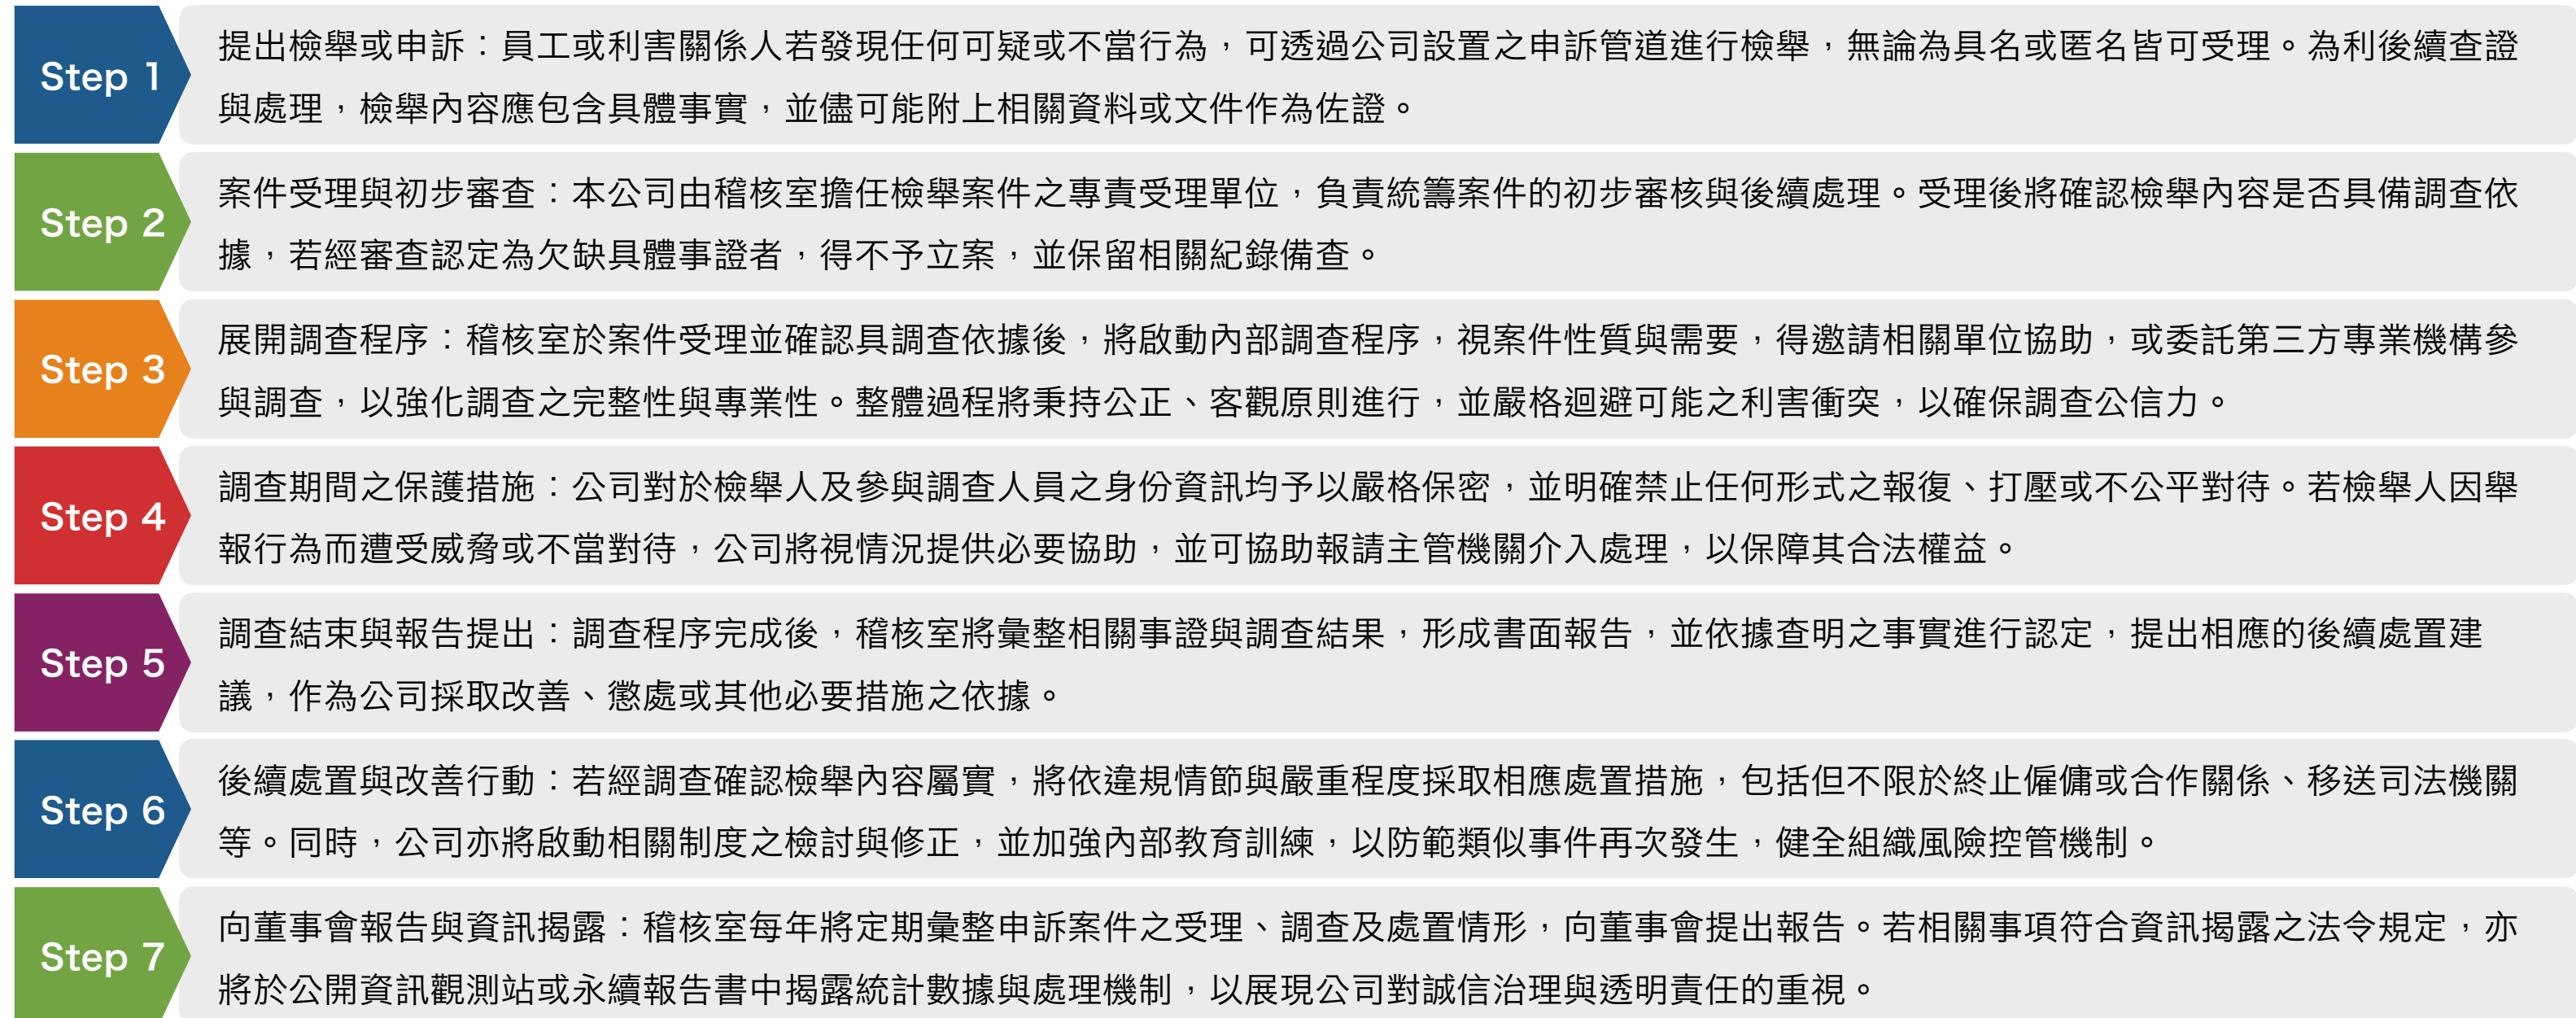 Step 1
提出檢舉或申訴：員工或利害關係人若發現任何可疑或不當行為，可透過公司設置之申訴管道進行檢舉，無論為具名或匿名皆可受理。為利後續查證
與處理，檢舉內容應包含具體事實，並儘可能附上相關資料或文件作為佐證。
Step 2
案件受理與初步審查：本公司由稽核室擔任檢舉案件之專責受理單位，負責統籌案件的初步審核與後續處理。受理後將確認檢舉內容是否具備調查依
據，若經審查認定為欠缺具體事證者，得不予立案，並保留相關紀錄備查。
Step 3
展開調查程序：稽核室於案件受理並確認具調查依據後，將啟動內部調查程序，視案件性質與需要，得邀請相關單位協助，或委託第三方專業機構參
與調查，以強化調查之完整性與專業性。整體過程將秉持公正、客觀原則進行，並嚴格迴避可能之利害衝突，以確保調查公信力。
Step 4
調查期間之保護措施：公司對於檢舉人及參與調查人員之身份資訊均予以嚴格保密，並明確禁止任何形式之報復、打壓或不公平對待。若檢舉人因舉
報行為而遭受威脅或不當對待，公司將視情況提供必要協助，並可協助報請主管機關介入處理，以保障其合法權益。
Step 5
調查結束與報告提出：調查程序完成後，稽核室將彙整相關事證與調查結果，形成書面報告，並依據查明之事實進行認定，提出相應的後續處置建
議，作為公司採取改善、懲處或其他必要措施之依據。
Step 6
後續處置與改善行動：若經調查確認檢舉內容屬實，將依違規情節與嚴重程度採取相應處置措施，包括但不限於終止僱傭或合作關係、移送司法機關
等。同時，公司亦將啟動相關制度之檢討與修正，並加強內部教育訓練，以防範類似事件再次發生，健全組織風險控管機制。
Step 7
向董事會報告與資訊揭露：稽核室每年將定期彙整申訴案件之受理、調查及處置情形，向董事會提出報告。若相關事項符合資訊揭露之法令規定，亦
將於公開資訊觀測站或永續報告書中揭露統計數據與處理機制，以展現公司對誠信治理與透明責任的重視。